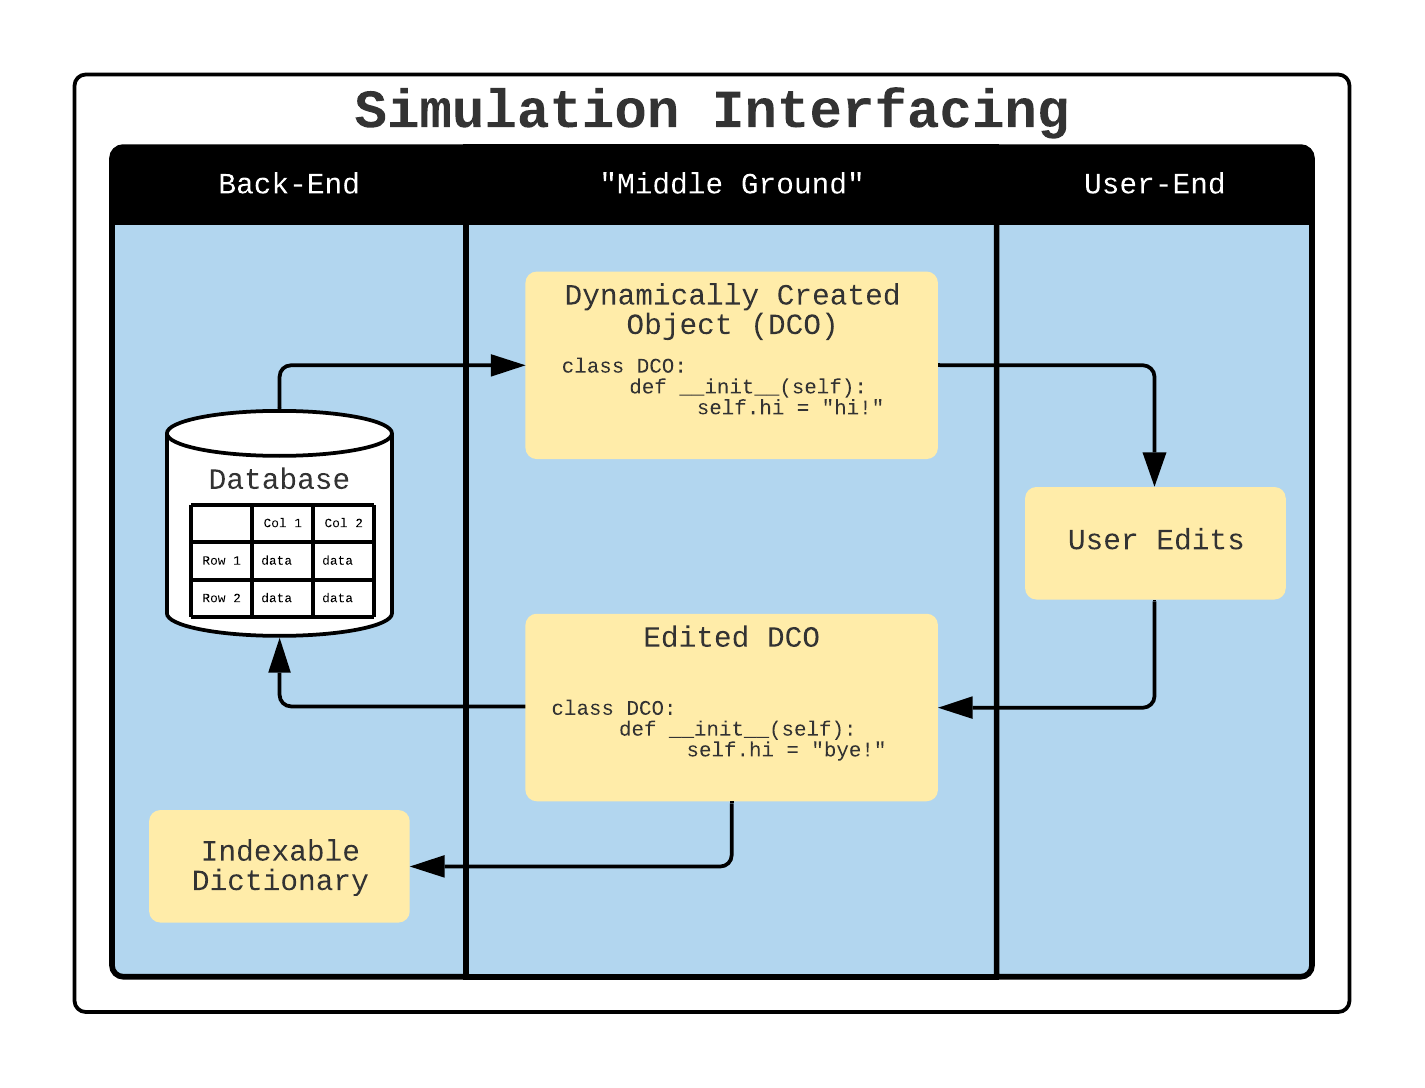 Simulation Interfacing
Back-End
"Middle Ground"
User-End
Dynamically Created
Object (DCO)
class DCO:
def __init__(self):
self.hi = "hi!"
Database
Col 1 Col 2
Row 1 data data
Row 2 data data
User Edits
Edited DCO
class DCO:
def __init__(self):
self.hi = "bye!"
Indexable
Dictionary